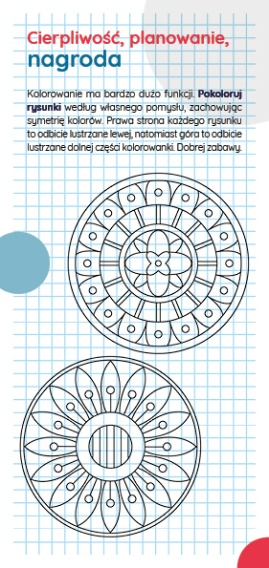 Cierpliwość, planowanie,
nagroda
Kolorowanie ma bardzo dużo funkcji. Pokoloruj
rysunki według własnego pomysłu, zachowując
symetrię kolorów. Prawa strona każdego rysunku
to odbicie lustrzane lewej, natomiast góra to odbicie
lustrzane dolnej części kolorowanki. Dobrej zabawy.